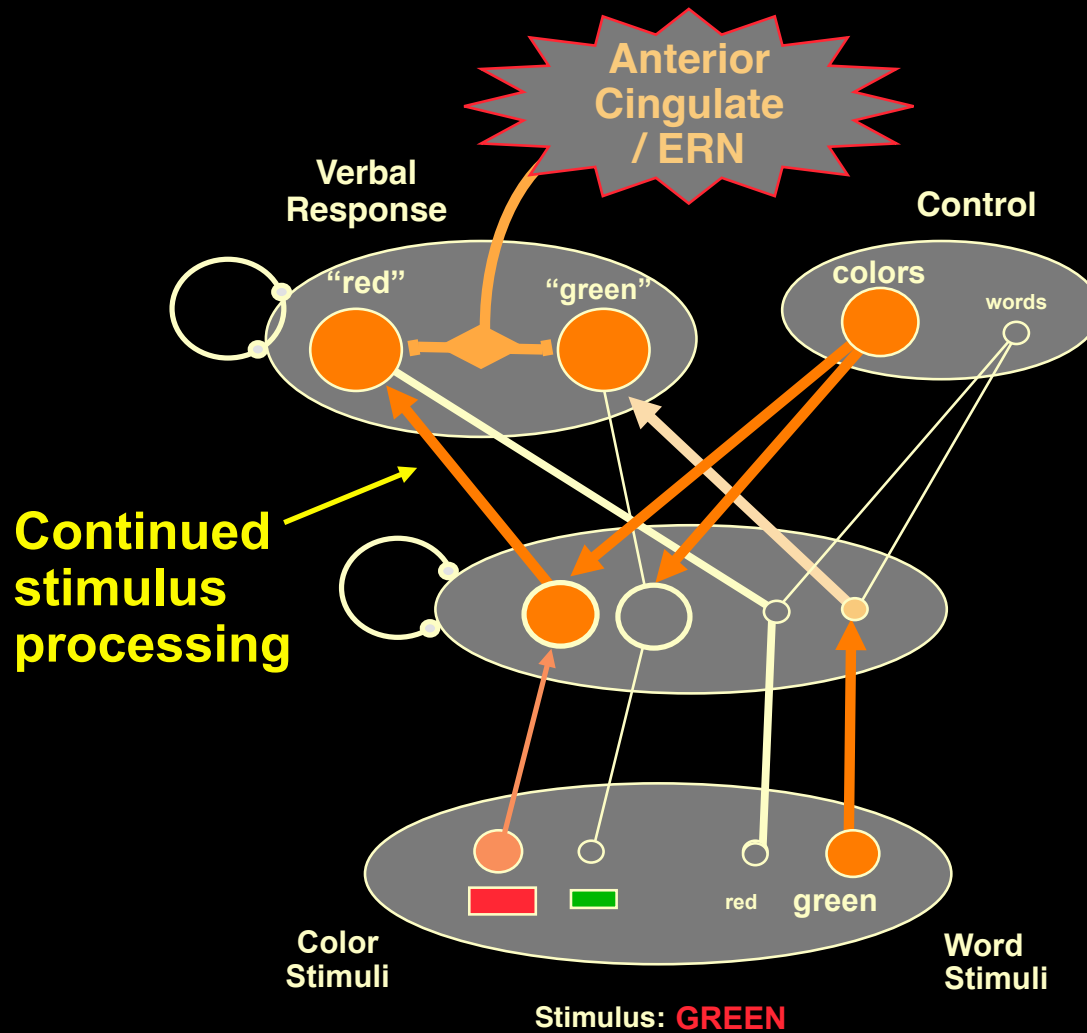 Anterior
Cingulate
/ ERN
Verbal
Response
Control
“red”
“green”
colors
words
Continued
stimulus
processing
red
green
Color
Stimuli
Word
Stimuli
Stimulus: GREEN